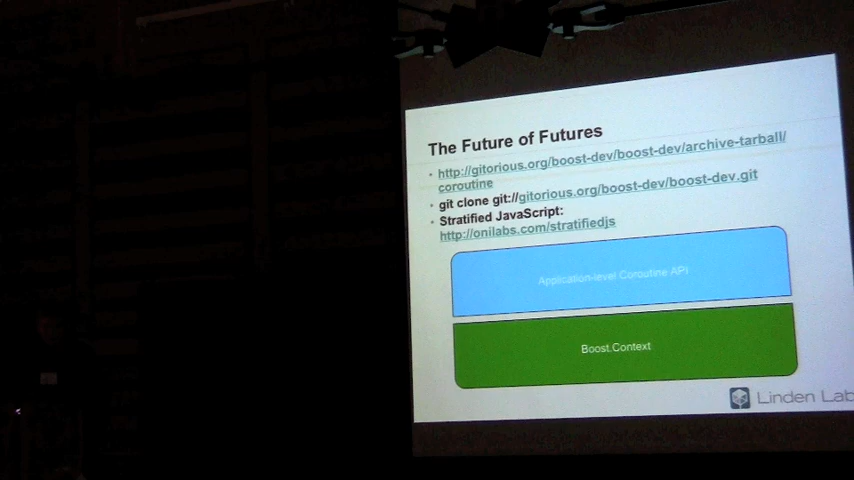 The Future of Futures
• http://gitorious.org/boost-dev/boost-dev/archive-tarball/
coroutine
• git clone git://gitorious.org/boost-dev/boost-dev.git
• Stratified JavaScript:
http://onilabs.com/stratifiedjs
Application-level Coroutine API
Boost.Context
Linden Lab